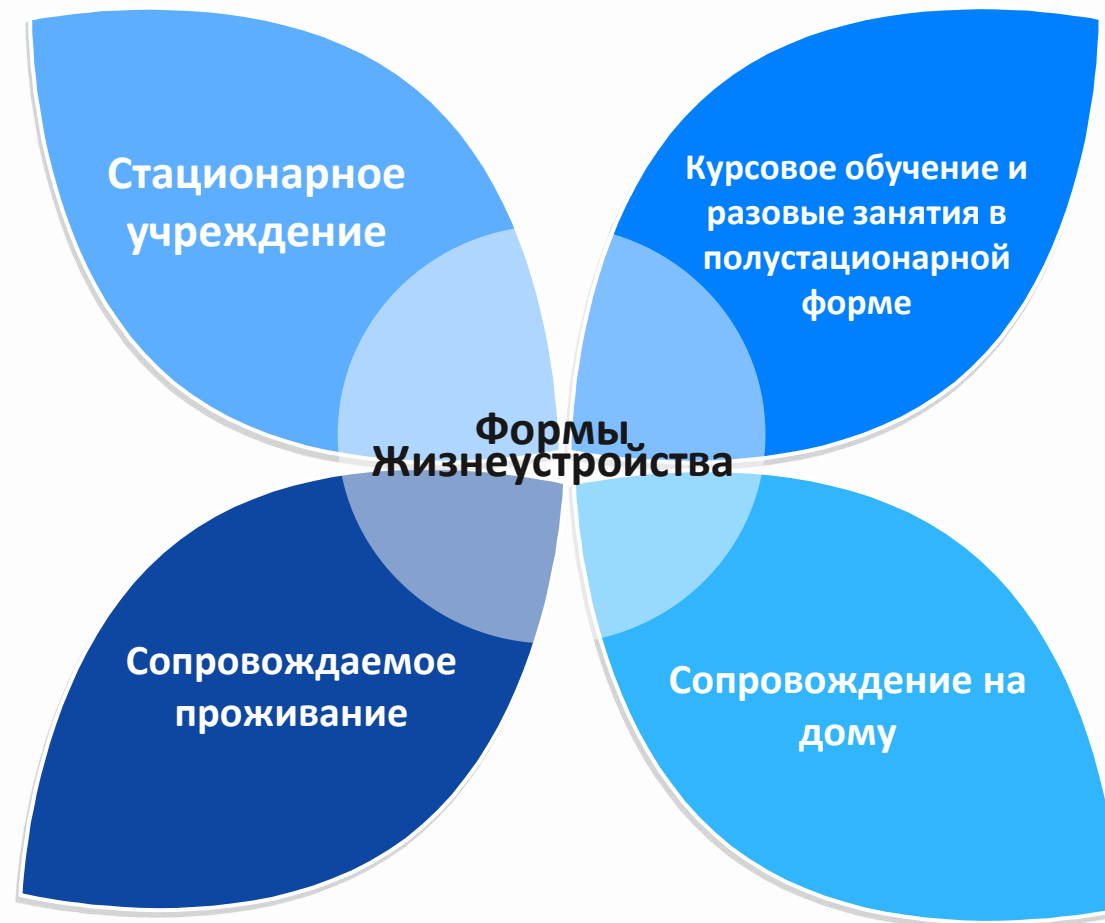 Стационарное
учреждение
Курсовое обучение и
разовые занятия в
полустационарной
форме
Формы
Жизнеустройства
Сопровождаемое
проживание
Сопровождение на
дому